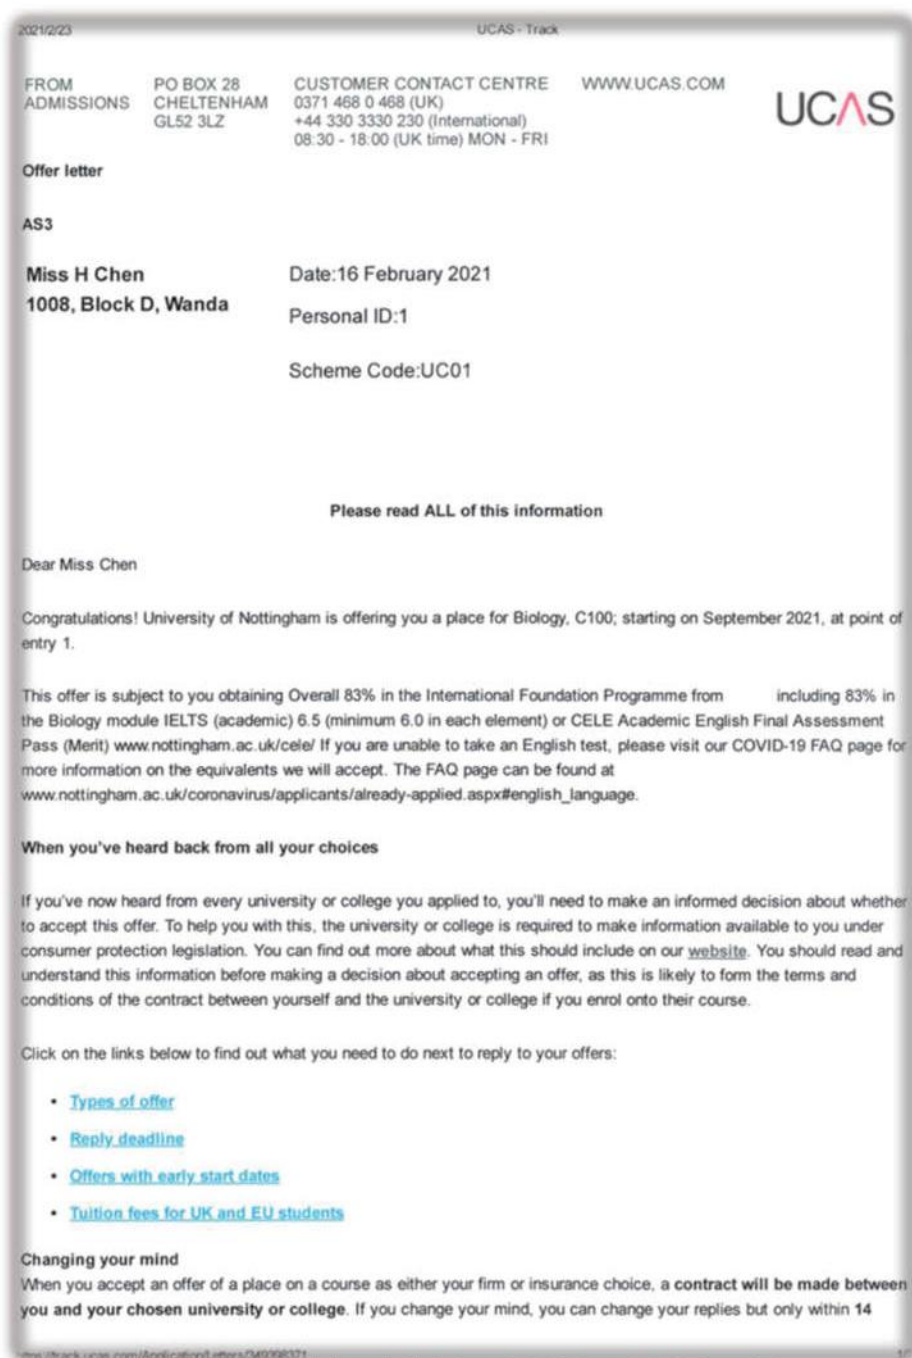 2021/2/23 UCAS - Track
FROM ADMISSIONS
PO BOX 28
CHELTENHAM
GL52 3LZ
CUSTOMER CONTACT CENTRE
0371 468 0 468 (UK)
+44 330 3330 230 (International)
08:30 - 18:00 (UK time) MON - FRI
WWW.UCAS.COM
UCAS
Offer letter
AS3
Miss H Chen
1008, Block D, Wanda
Date:16 February 2021
Personal ID:1
Scheme Code:UC01
Please read ALL of this information
Dear Miss Chen
Congratulations! University of Nottingham is offering you a place for Biology, C100; starting on September 2021, at point of
entry 1.
This offer is subject to you obtaining Overall 83% in the International Foundation Programme from including 83% in
the Biology module IELTS (academic) 6.5 (minimum 6.0 in each element) or CELE Academic English Final Assessment
Pass (Merit) www.nottingham.ac.uk/cele/ If you are unable to take an English test, please visit our COVID-19 FAQ page for
more information on the equivalents we will accept. The FAQ page can be found at
www.nottingham.ac.uk/coronavirus/applicants/already-applied.aspx#english_language.
When you've heard back from all your choices
If you've now heard from every university or college you applied to, you'll need to make an informed decision about whether
to accept this offer. To help you with this, the university or college is required to make information available to you under
consumer protection legislation. You can find out more about what this should include on our website. You should read and
understand this information before making a decision about accepting an offer, as this is likely to form the terms and
conditions of the contract between yourself and the university or college if you enrol onto their course.
Click on the links below to find out what you need to do next to reply to your offers:
• Types of offer
• Reply deadline
• Offers with early start dates
• Tuition fees for UK and EU students
Changing your mind
When you accept an offer of a place on a course as either your firm or insurance choice, a contract will be made between
you and your chosen university or college. If you change your mind, you can change your replies but only within 14